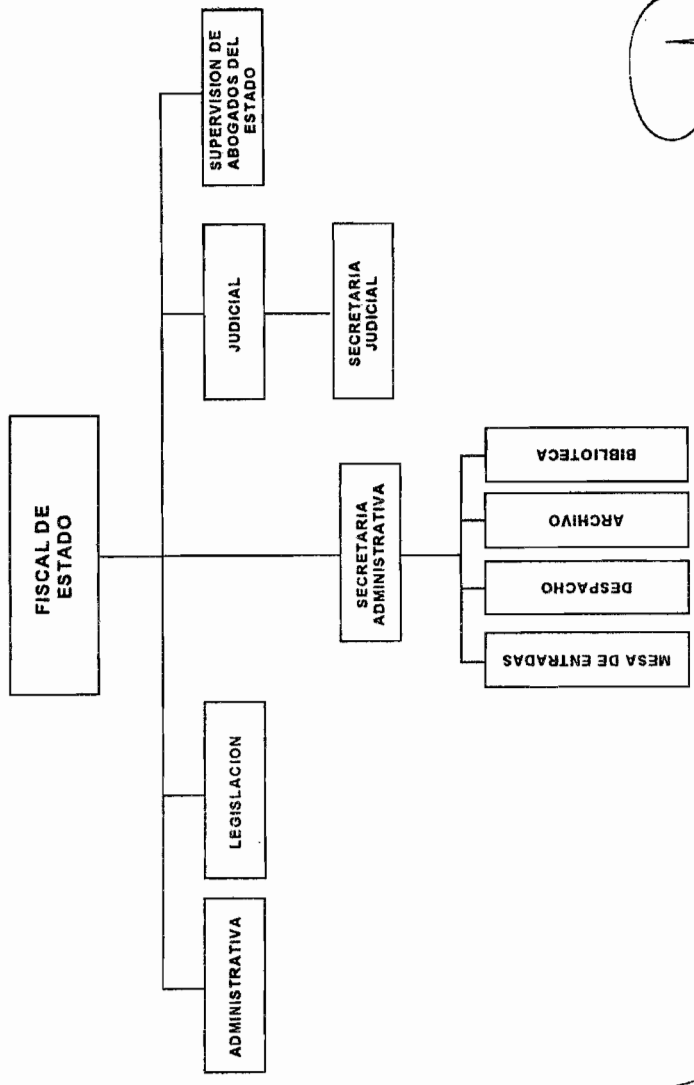 FISCAL DE
ESTADO
ADMINISTRATIVA
LEGISLACION
JUDICIAL
SUPERVISION DE
ABOGADOS DEL
ESTADO
SECRETARIA
ADMINISTRATIVA
SECRETARIA
JUDICIAL
MESA DE ENTRADAS
DESPACHO
ARCHIVO
BIBLIOTECA